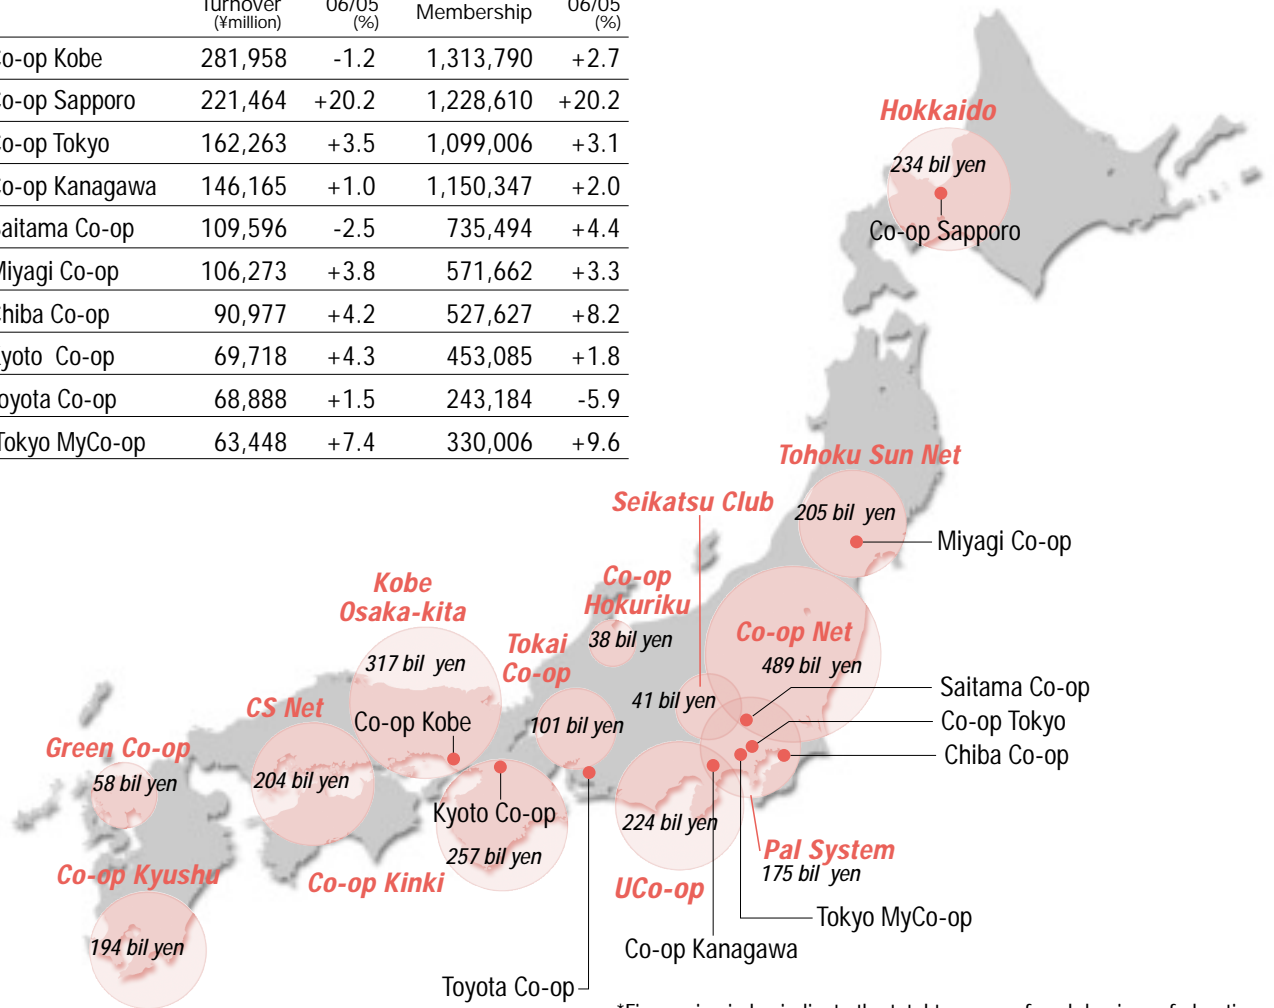 Turnover 06/05 Membership 06/05
(¥million) (%) (%)
Co-op Kobe 281,958 -1.2 1,313,790 +2.7
Co-op Sapporo 221,464 +20.2 1,228,610 +20.2
Co-op Tokyo 162,263 +3.5 1,099,006 +3.1
Co-op Kanagawa 146,165 +1.0 1,150,347 +2.0
Saitama Co-op 109,596 -2.5 735,494 +4.4
Miyagi Co-op 106,273 +3.8 571,662 +3.3
Chiba Co-op 90,977 +4.2 527,627 +8.2
Kyoto Co-op 69,718 +4.3 453,085 +1.8
Toyota Co-op 68,888 +1.5 243,184 -5.9
Tokyo MyCo-op 63,448 +7.4 330,006 +9.6
Hokkaido
234 bil yen
Co-op Sapporo
Tohoku Sun Net
205 bil yen
Miyagi Co-op
Seikatsu Club
41 bil yen
Co-op
Hokuriku
38 bil yen
Co-op Net
489 bil yen
Saitama Co-op
Co-op Tokyo
Chiba Co-op
Kobe
Osaka-kita
317 bil yen
Co-op Kobe
Tokai
Co-op
101 bil yen
CS Net
204 bil yen
Green Co-op
58 bil yen
Kyoto Co-op
257 bil yen
Co-op Kinki
224 bil yen
UCo-op
Pal System
175 bil yen
Co-op Kyushu
194 bil yen
Tokyo MyCo-op
Co-op Kanagawa
Toyota Co-op